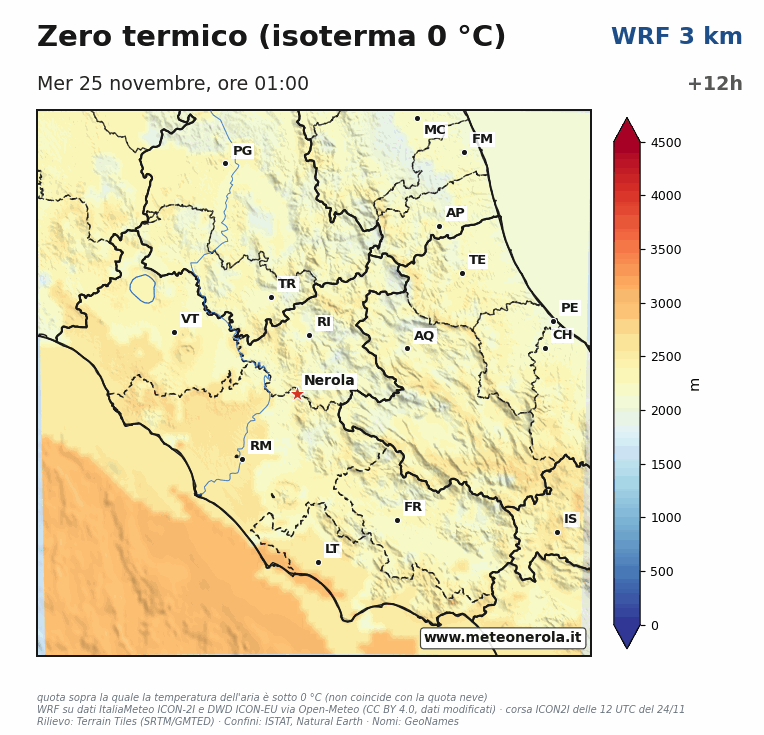 Zero termico (isoterma 0 °C)
WRF 3 km
Mer 25 novembre, ore 01:00
+12h
MC
FM
PG
AP
TE
TR
PE
VT
RI
AQ
CH
Nerola
RM
FR
IS
LT
www.meteonerola.it
4500
4000
3500
3000
2500
2000
1500
1000
500
0
m
quota sopra la quale la temperatura dell'aria è sotto 0 °C (non coincide con la quota neve)
WRF su dati ItaliaMeteo ICON-2I e DWD ICON-EU via Open-Meteo (CC BY 4.0, dati modificati) · corsa ICON2I delle 12 UTC del 24/11
Rilievo: Terrain Tiles (SRTM/GMTED) · Confini: ISTAT, Natural Earth · Nomi: GeoNames